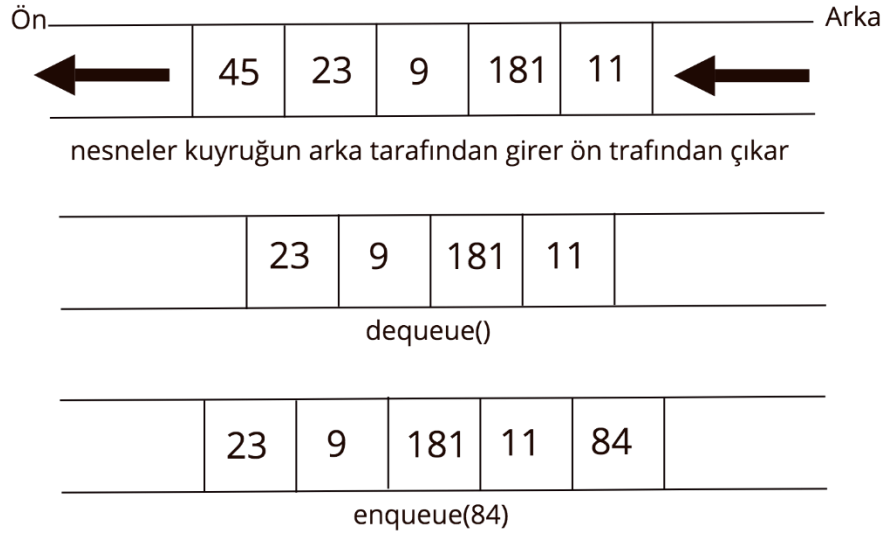 Ön
Arka
45 23 9 181 11
nesneler kuyruğun arka tarafından girer ön trafından çıkar
23 9 181 11
dequeue()
23 9 181 11 84
enqueue(84)